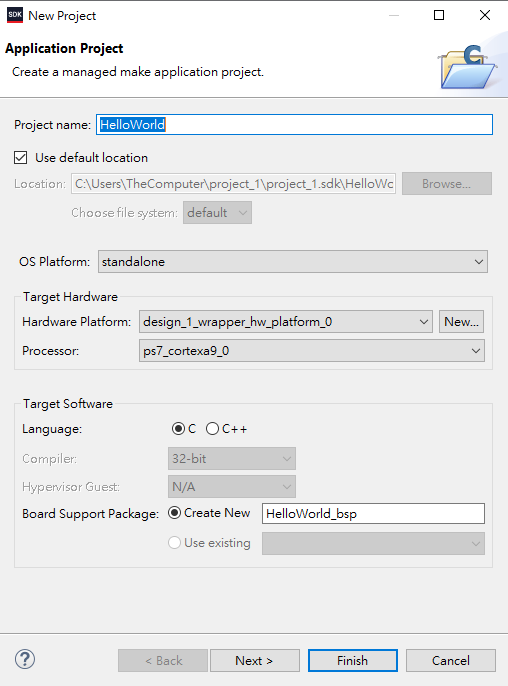 SDK New Project
Application Project
Create a managed make application project.
C
Project name: HelloWorld
Use default location
Location: C:\Users\TheComputer\project_1\project_1.sdk\HelloWc Browse...
Choose file system: default
OS Platform: standalone
Target Hardware
Hardware Platform: design_1_wrapper_hw_platform_0 New...
Processor: ps7_cortexa9_0
Target Software
Language: C C++
Compiler: 32-bit
Hypervisor Guest: N/A
Board Support Package: Create New HelloWorld_bsp
Use existing
? < Back Next > Finish Cancel